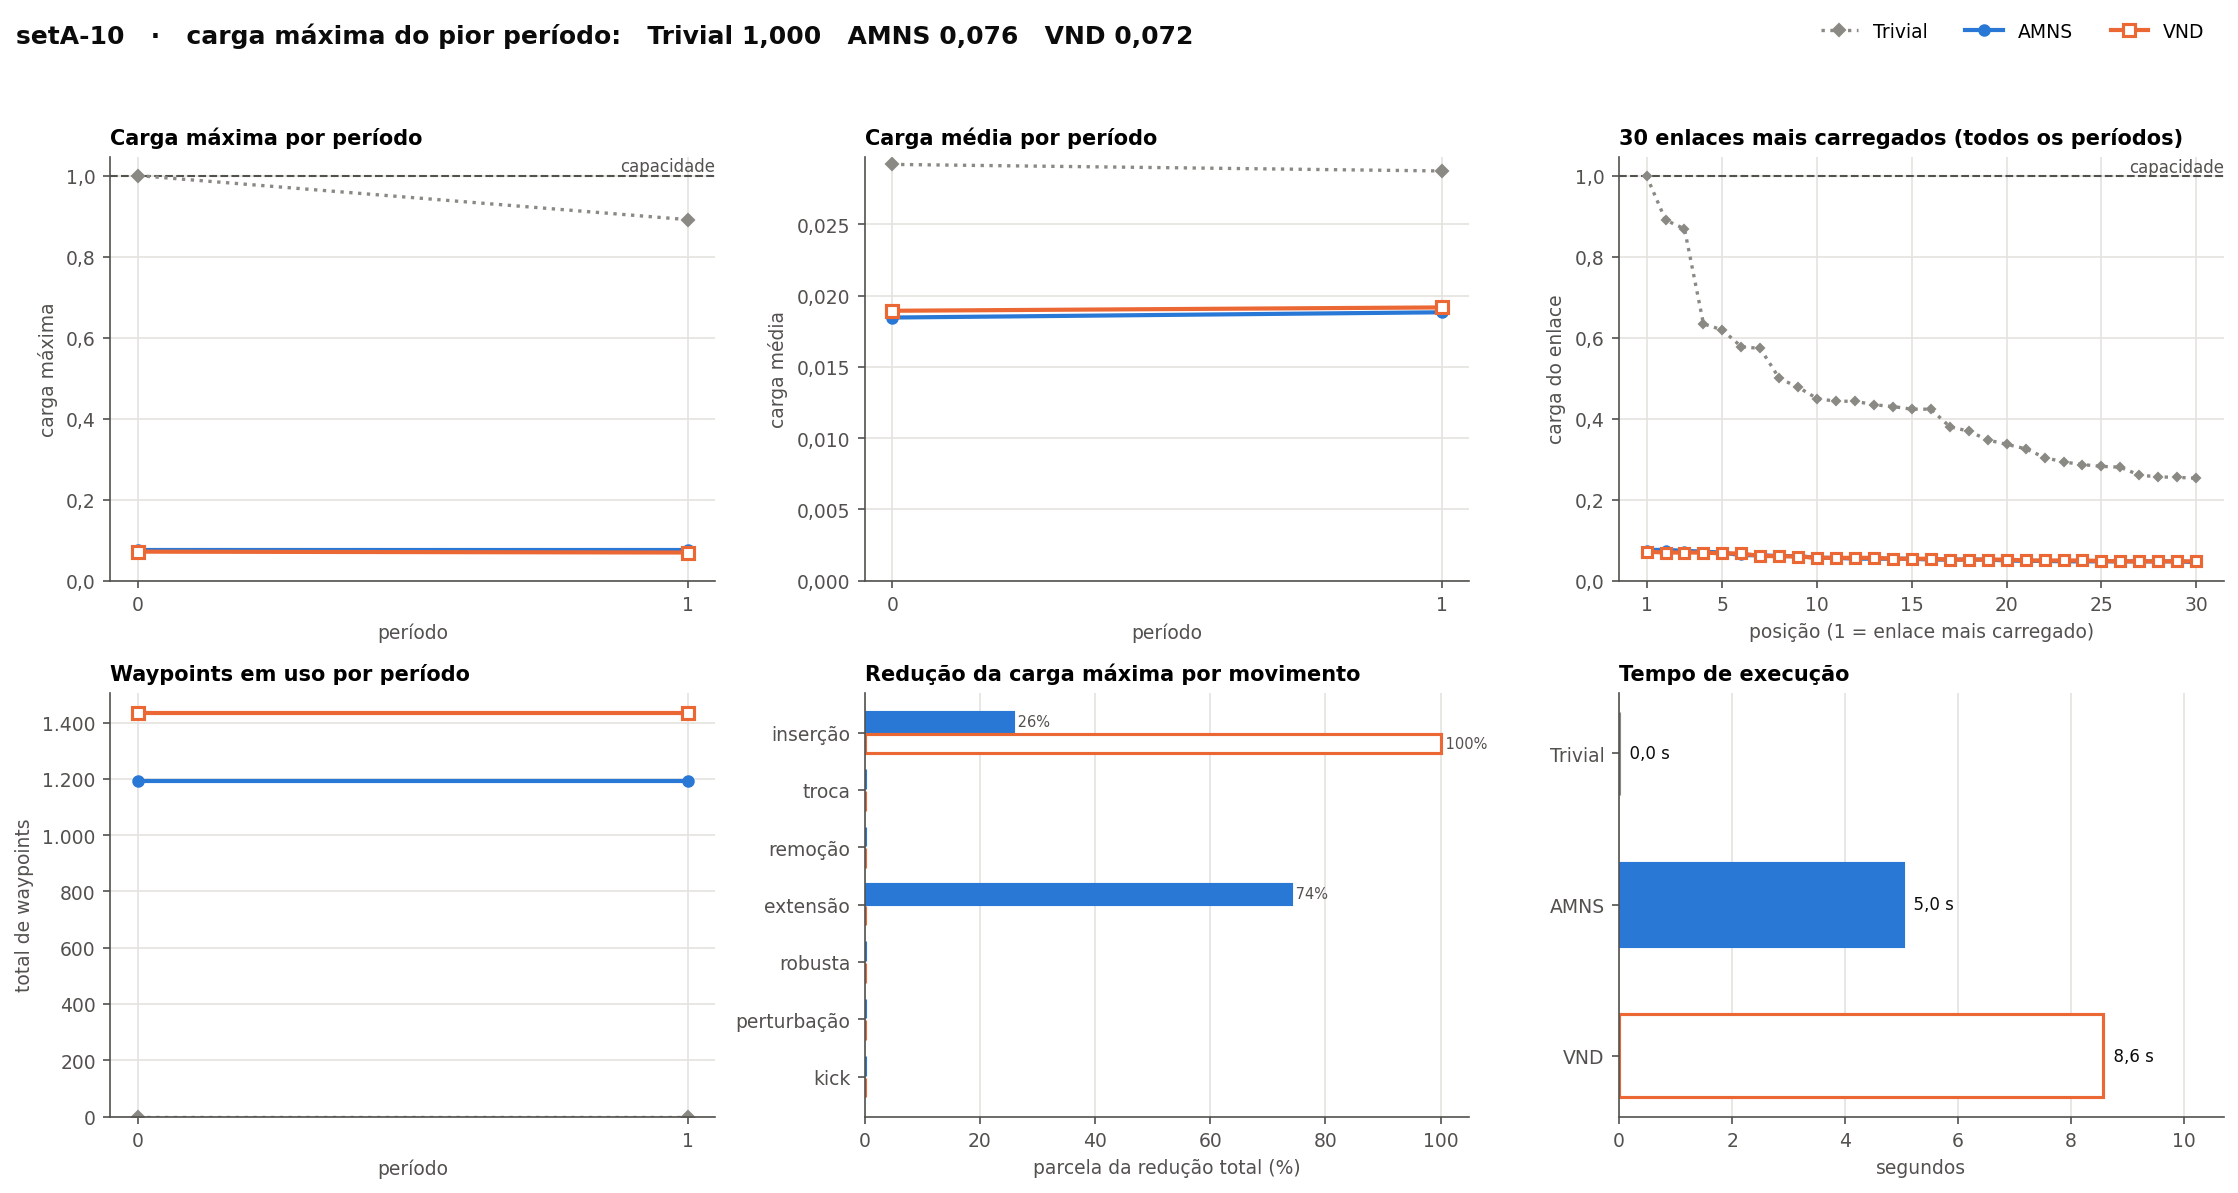 setA-10 · carga máxima do pior período: Trivial 1,000 AMNS 0,076 VND 0,072
Trivial AMNS VND
Carga máxima por período
capacidade
1,0
0,8
0,6
0,4
0,2
0,0
carga máxima
0 1
período
Carga média por período
0,025
0,020
0,015
0,010
0,005
0,000
carga média
0 1
período
30 enlaces mais carregados (todos os períodos)
capacidade
1,0
0,8
0,6
0,4
0,2
0,0
carga do enlace
1 5 10 15 20 25 30
posição (1 = enlace mais carregado)
Waypoints em uso por período
1.400
1.200
1.000
800
600
400
200
0
total de waypoints
0 1
período
Redução da carga máxima por movimento
inserção
26%
100%
troca
remoção
extensão
74%
robusta
perturbação
kick
0 20 40 60 80 100
parcela da redução total (%)
Tempo de execução
Trivial 0,0 s
AMNS 5,0 s
VND 8,6 s
0 2 4 6 8 10
segundos